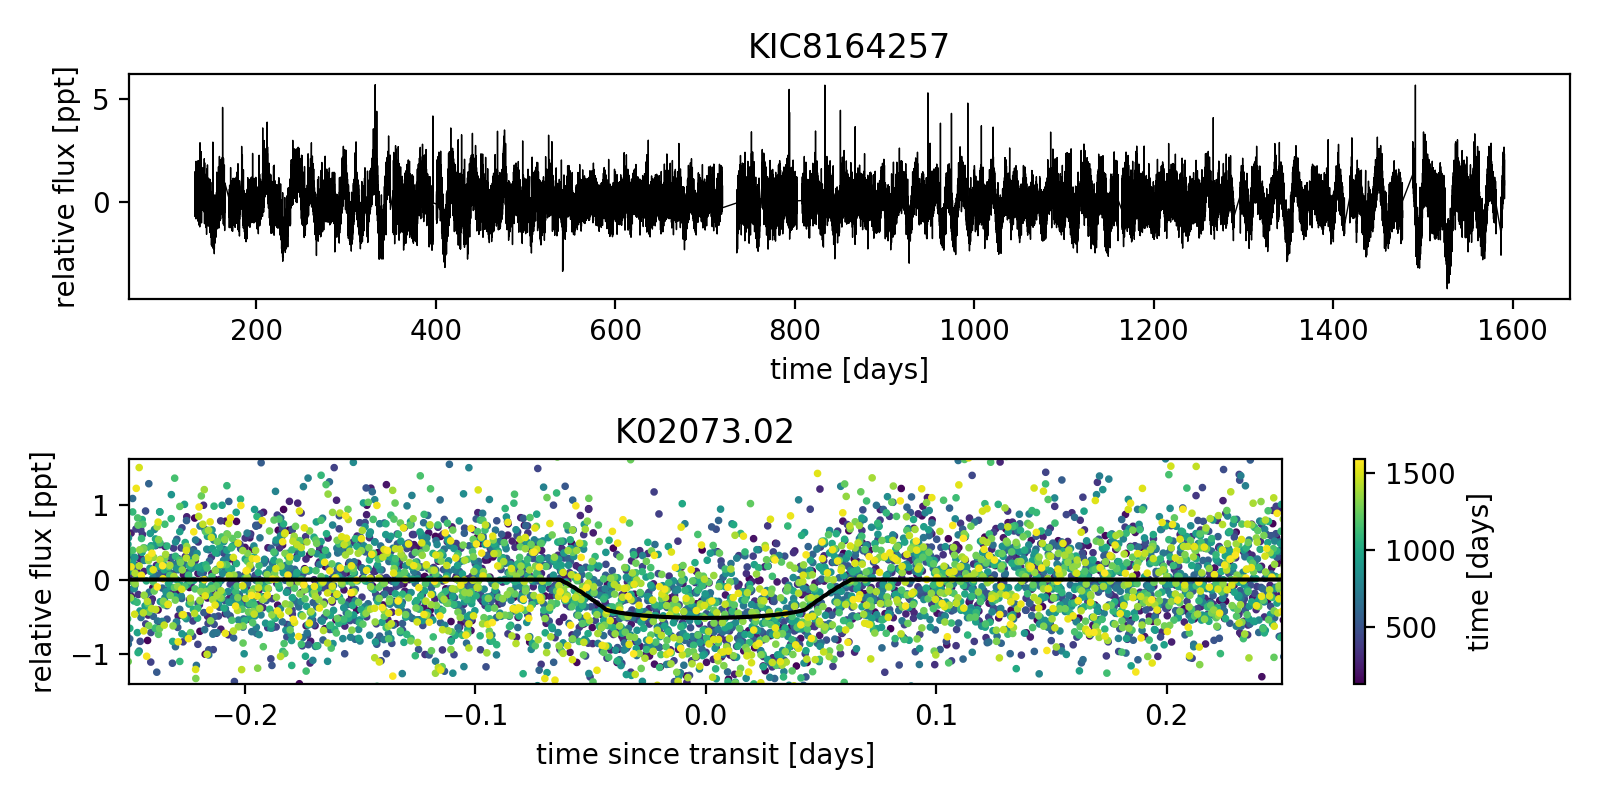 KIC8164257
relative flux [ppt]
5
0
200 400 600 800 1000 1200 1400 1600
time [days]
K02073.02
relative flux [ppt]
1
0
−1
−0.2 −0.1 0.0 0.1 0.2
time since transit [days]
1500
1000
500
time [days]